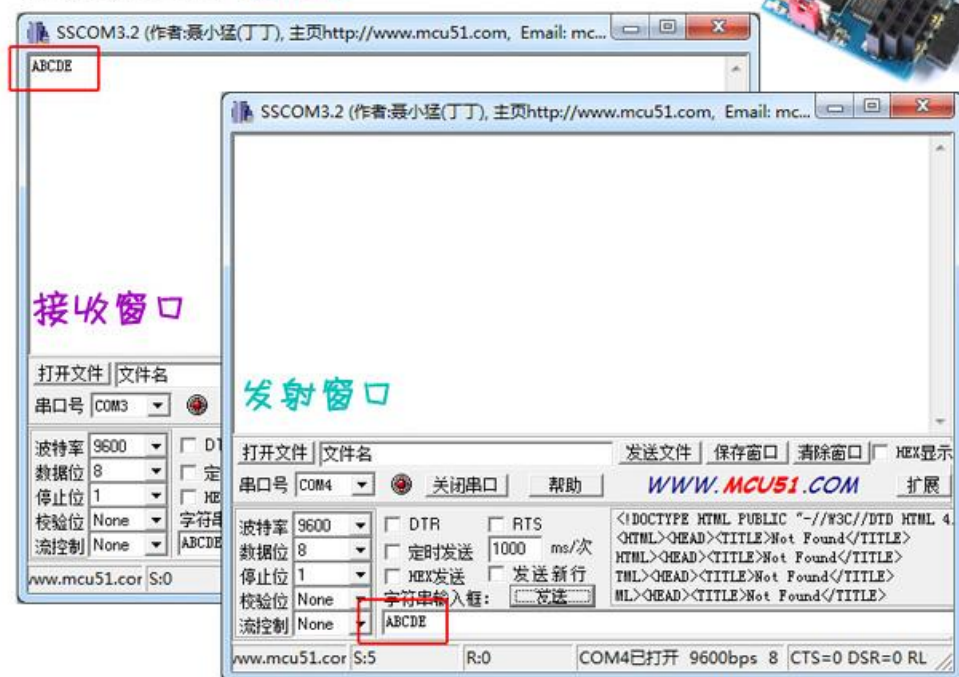 SSCOM3.2 (作者:聂小猛(丁丁), 主页http://www.mcu51.com, Email: mc...
ABCDE
接收窗口
打开文件 文件名
串口号 COM3
波特率 9600
数据位 8 定
停止位 1
校验位 None 字符串
流控制 None ABCDE
www.mcu51.cor S:0
SSCOM3.2 (作者:聂小猛(丁丁), 主页http://www.mcu51.com, Email: mc...
发射窗口
打开文件 文件名 发送文件 保存窗口 清除窗口 HEX显示
串口号 COM4 关闭串口 帮助 WWW.MCU51.COM 扩展
波特率 9600 DTR RTS
数据位 8 定时发送 1000 ms/次
停止位 1 HEX发送 发送新行
校验位 None 字符串输入框: 发送
流控制 None ABCDE
<!DOCTYPE HTML PUBLIC "-//W3C//DTD HTML 4.
<HTML><HEAD><TITLE>Not Found</TITLE>
HTML><HEAD><TITLE>Not Found</TITLE>
TML><HEAD><TITLE>Not Found</TITLE>
ML><HEAD><TITLE>Not Found</TITLE>
www.mcu51.cor S:5 R:0 COM4已打开 9600bps 8 CTS=0 DSR=0 RL